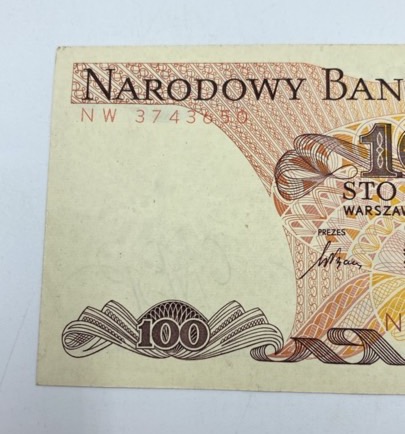 NARODOWY BAN
NW 3743650
STO
WARSZAW
PREZES
100
N